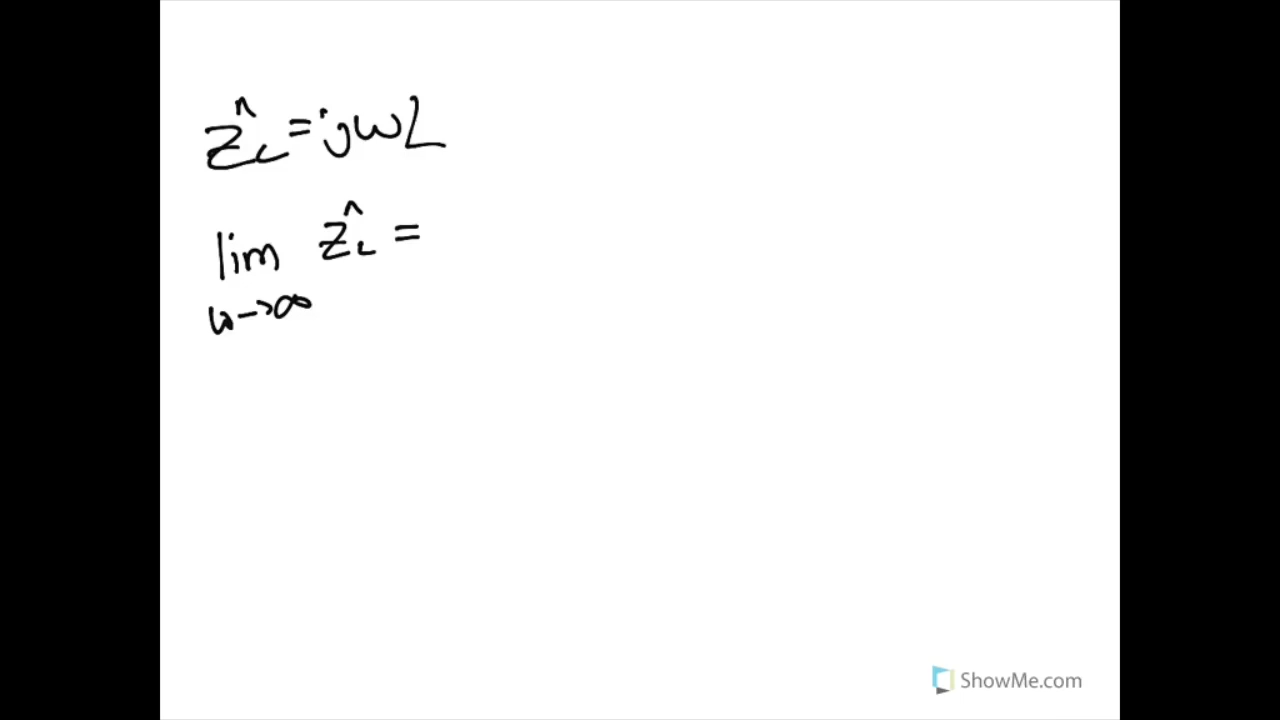 ẑ_L = jωL
lim ẑ_L =
ω→∞
ShowMe.com